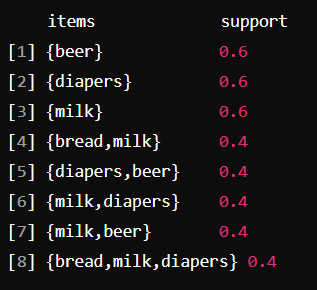 items support
[1] {beer} 0.6
[2] {diapers} 0.6
[3] {milk} 0.6
[4] {bread,milk} 0.4
[5] {diapers,beer} 0.4
[6] {milk,diapers} 0.4
[7] {milk,beer} 0.4
[8] {bread,milk,diapers} 0.4